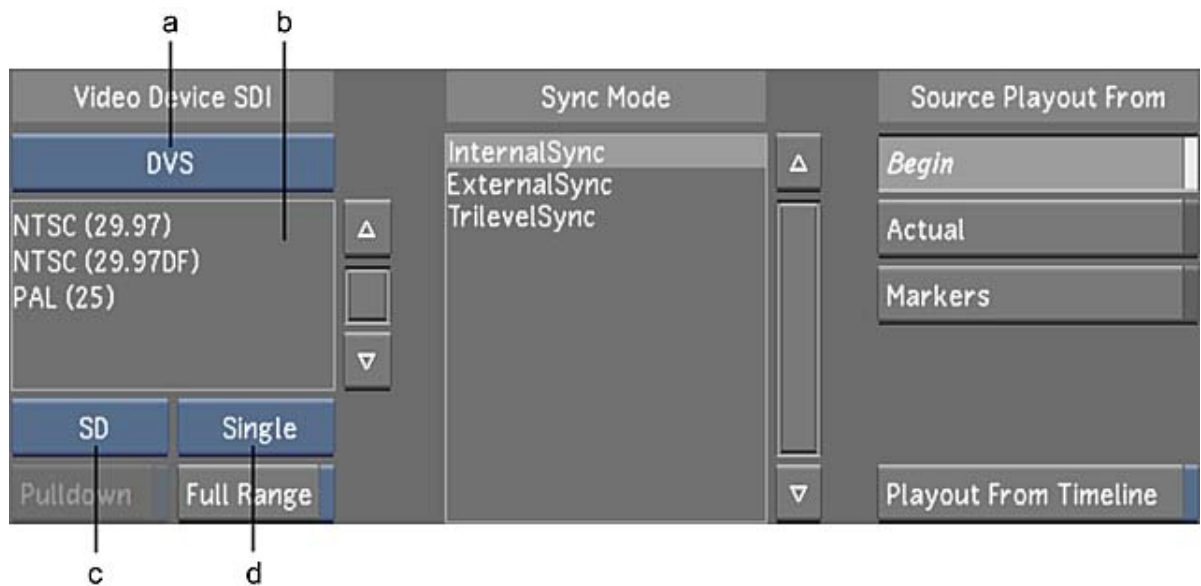 a
b
Video Device SDI
DVS
NTSC (29.97)
NTSC (29.97DF)
PAL (25)
SD
Single
Pulldown
Full Range
c
d
Sync Mode
InternalSync
ExternalSync
TrilevelSync
Source Playout From
Begin
Actual
Markers
Playout From Timeline